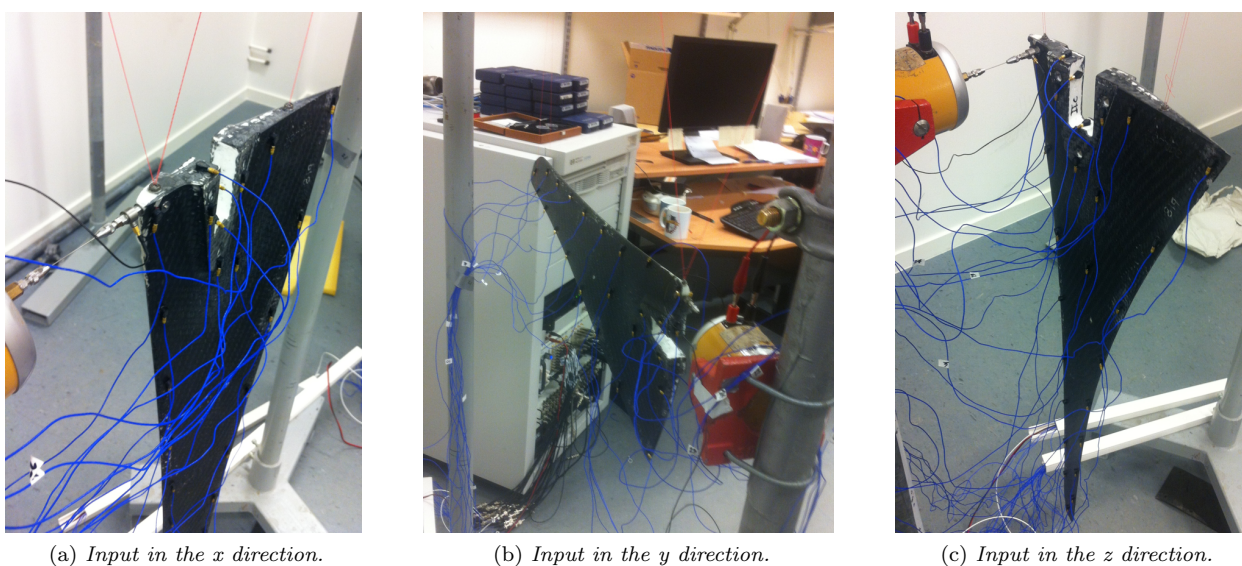 (a) Input in the x direction.
(b) Input in the y direction.
(c) Input in the z direction.